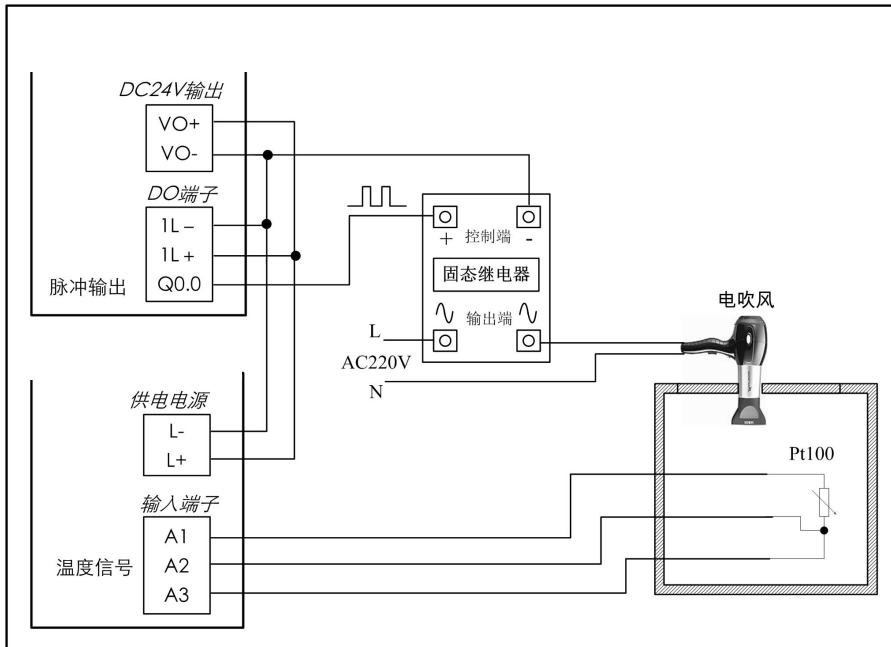 DC24V输出
VO+
VO-
DO端子
1L -
1L +
Q0.0
脉冲输出
+ 控制端 -
固态继电器
输出端
L
AC220V
N
电吹风
供电电源
L-
L+
输入端子
A1
A2
A3
温度信号
Pt100